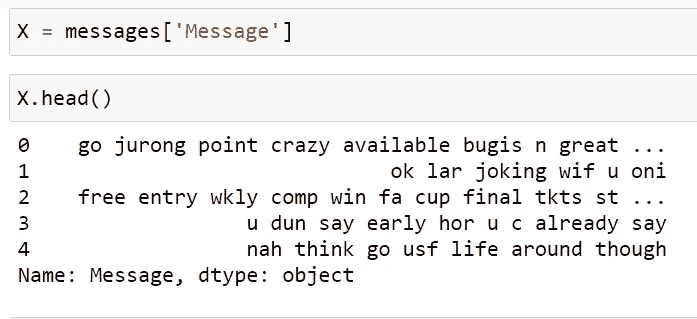 X = messages['Message']
X.head()
0    go jurong point crazy available bugis n great ...
1                              ok lar joking wif u oni
2    free entry wkly comp win fa cup final tkts st ...
3                  u dun say early hor u c already say
4                  nah think go usf life around though
Name: Message, dtype: object